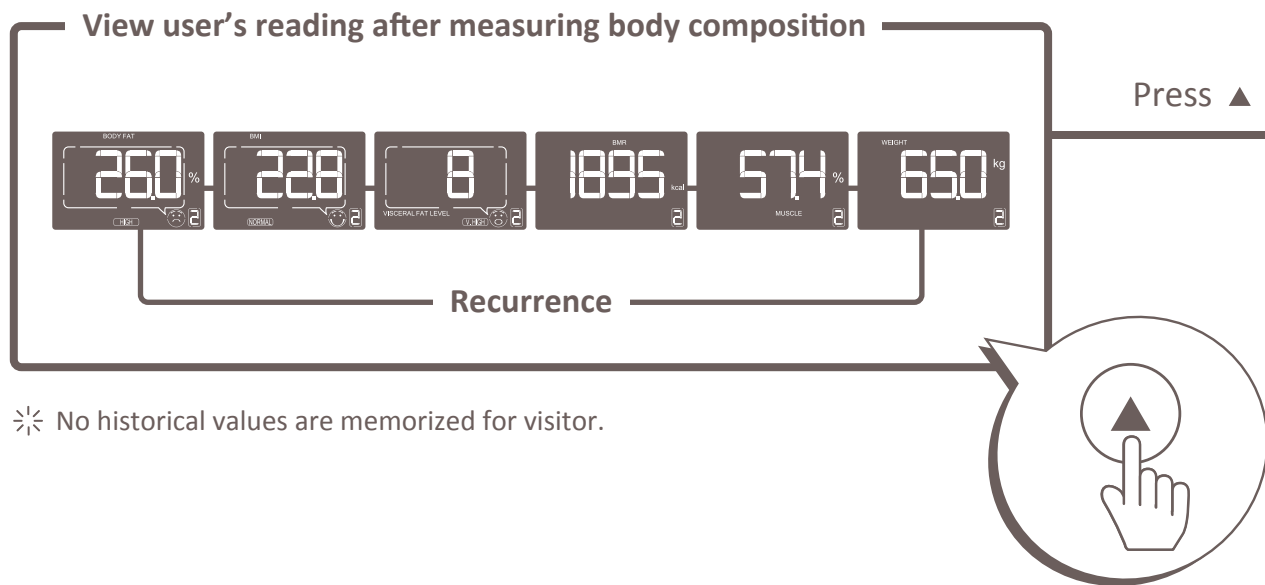 View user's reading after measuring body composition
Press ▲
BODY FAT
26.0 %
HIGH 2
BMI
22.8
NORMAL 2
8
VISCERAL FAT LEVEL
V.HIGH 2
BMR
1895 kcal
2
57.4 %
MUSCLE
2
WEIGHT
65.0 kg
2
Recurrence
No historical values are memorized for visitor.